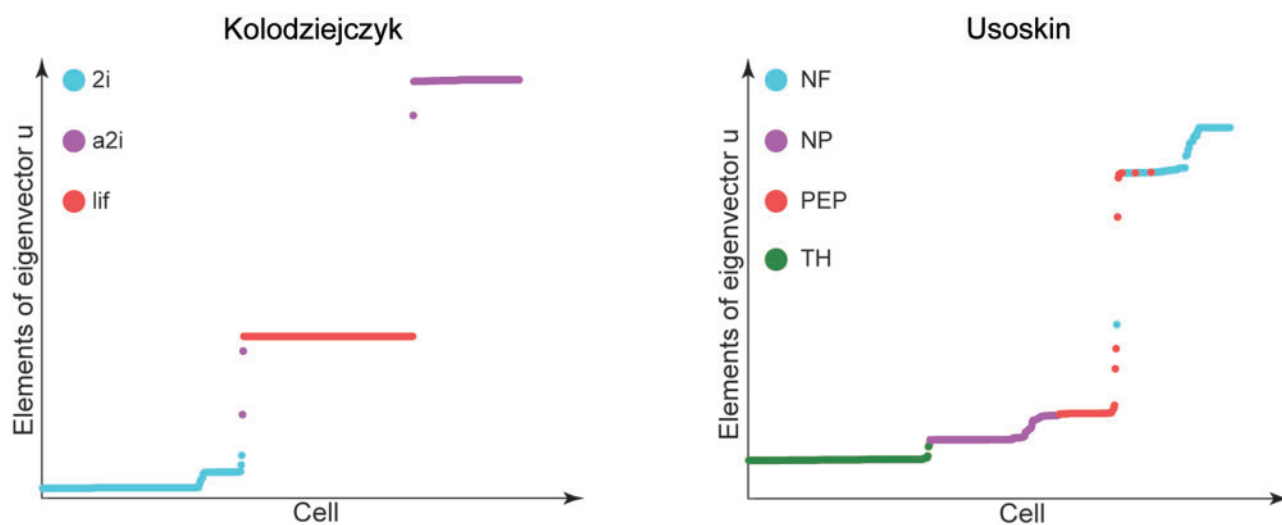 Kolodziejczyk
2i
a2i
lif
Elements of eigenvector u
Cell
Usoskin
NF
NP
PEP
TH
Elements of eigenvector u
Cell